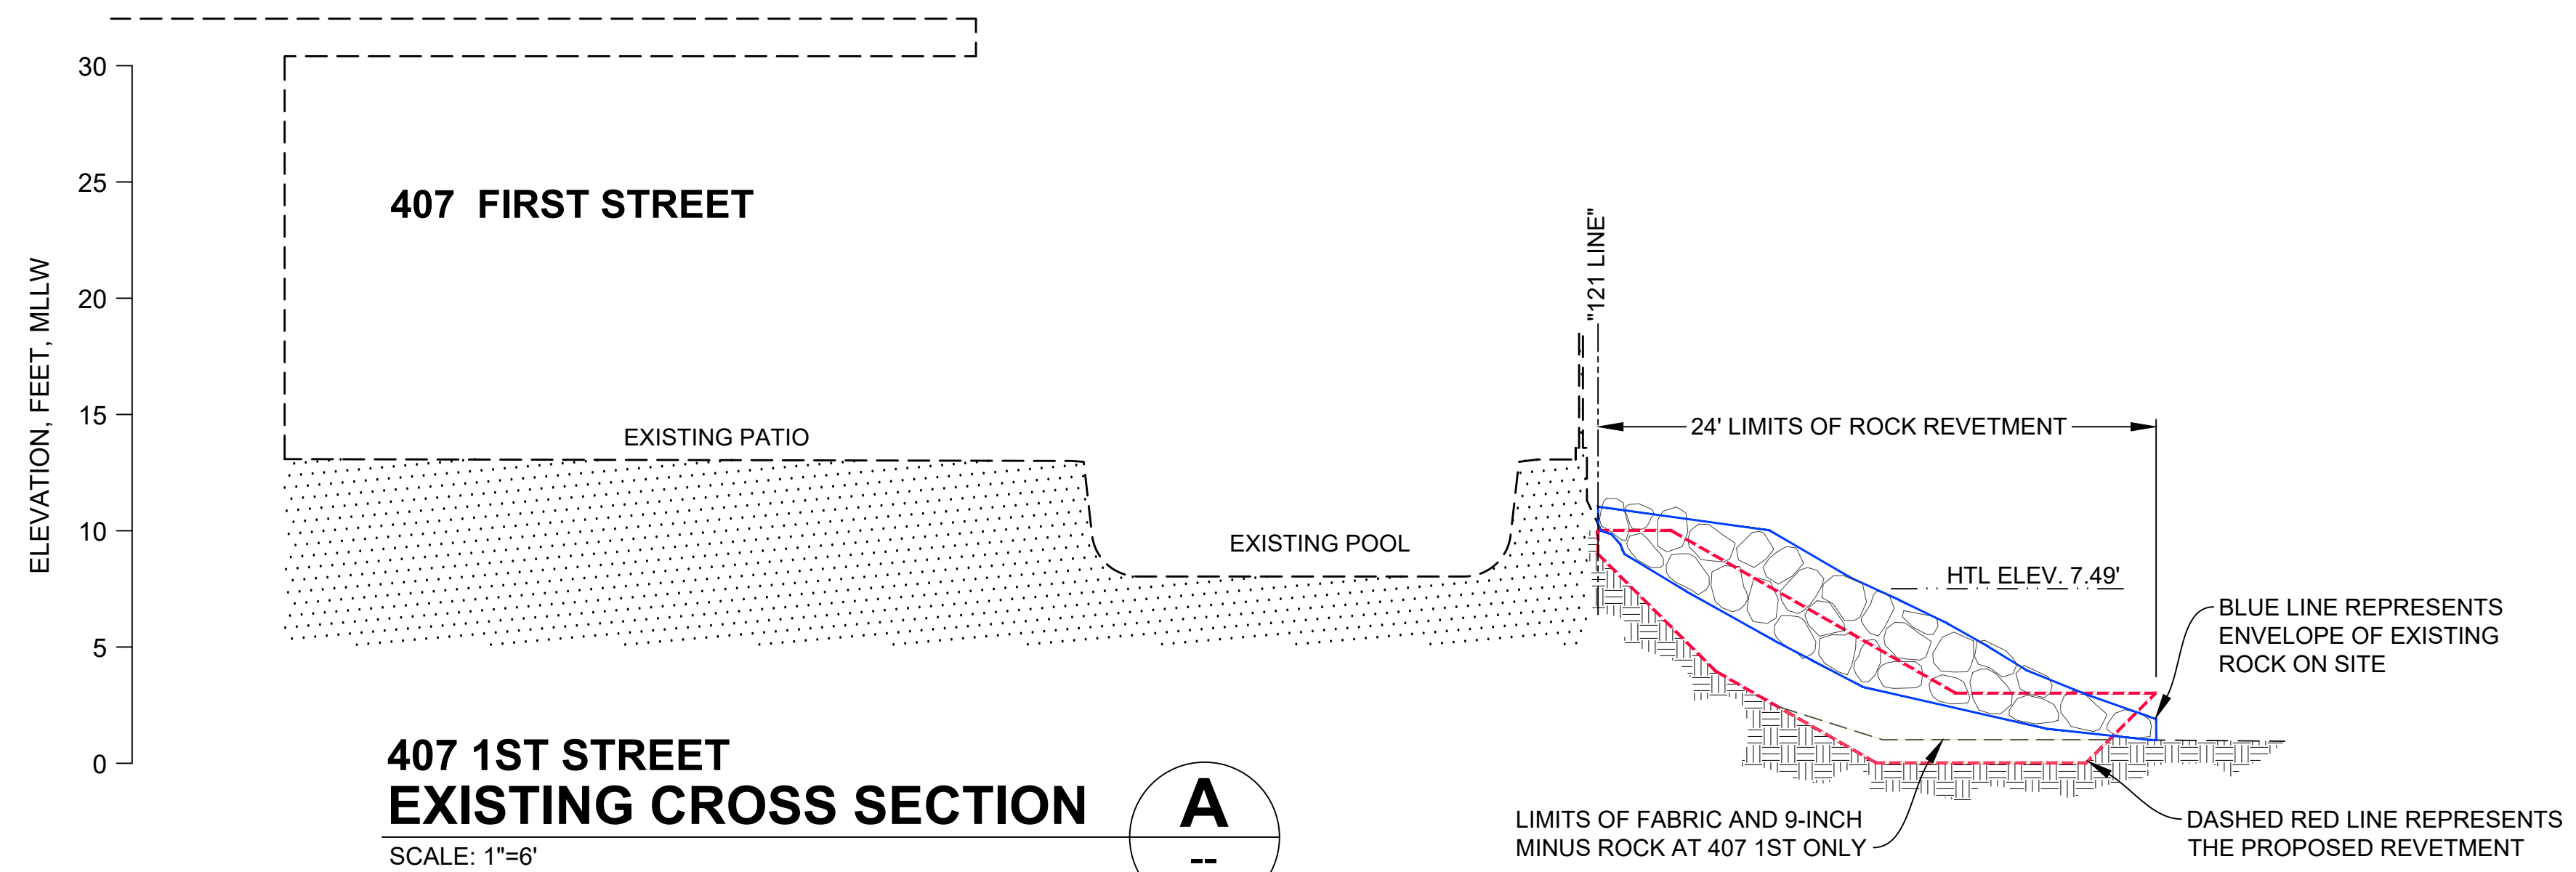 30
25
20
15
10
5
0
ELEVATION, FEET, MLLW
407 FIRST STREET
EXISTING PATIO
EXISTING POOL
"121 LINE"
24' LIMITS OF ROCK REVETMENT
HTL ELEV. 7.49'
BLUE LINE REPRESENTS
ENVELOPE OF EXISTING
ROCK ON SITE
LIMITS OF FABRIC AND 9-INCH
MINUS ROCK AT 407 1ST ONLY
DASHED RED LINE REPRESENTS
THE PROPOSED REVETMENT
407 1ST STREET
EXISTING CROSS SECTION
SCALE: 1"=6'
A
--